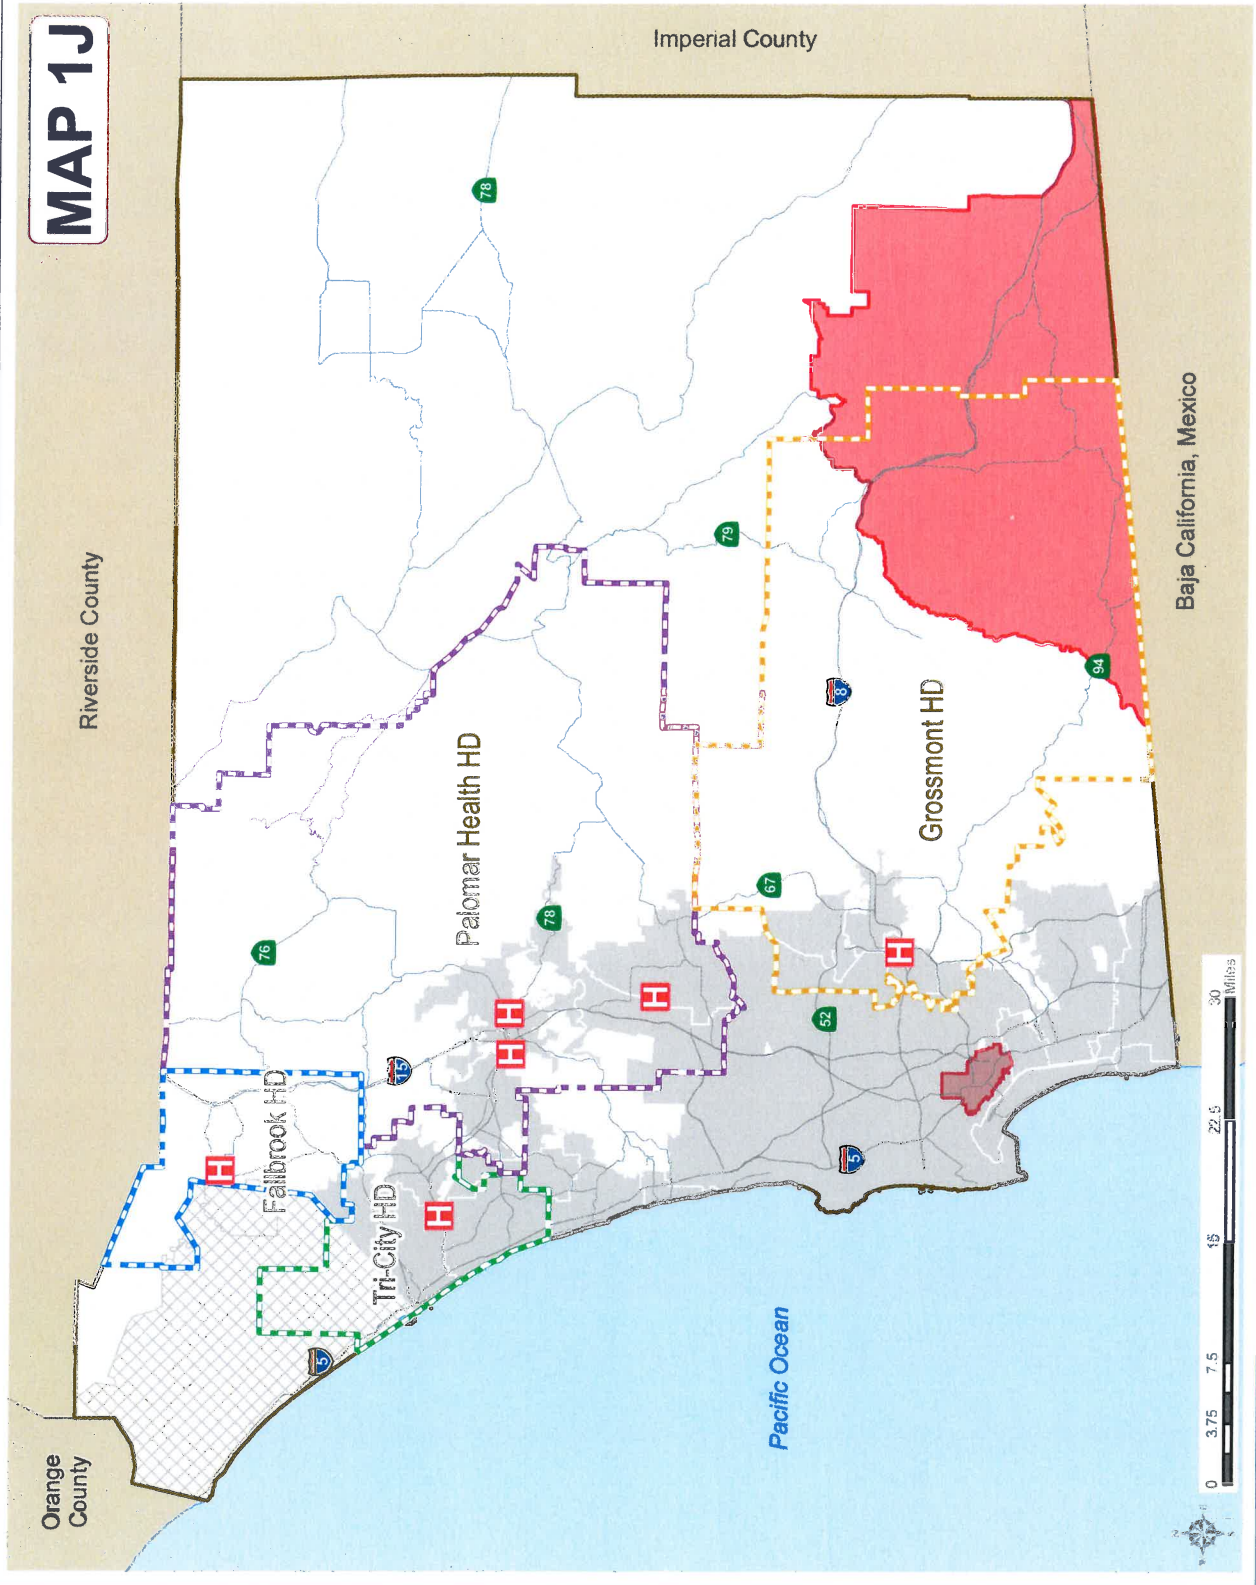 MAP 1J
Orange
County
Riverside County
Imperial County
Fallbrook HD
Tri-City HD
Palomar Health HD
Grossmont HD
Pacific Ocean
Baja California, Mexico
5
15
76
78
78
79
67
52
8
5
94
H
H
H
H
H
H
0 3.75 7.5 15 22.5 30
Miles